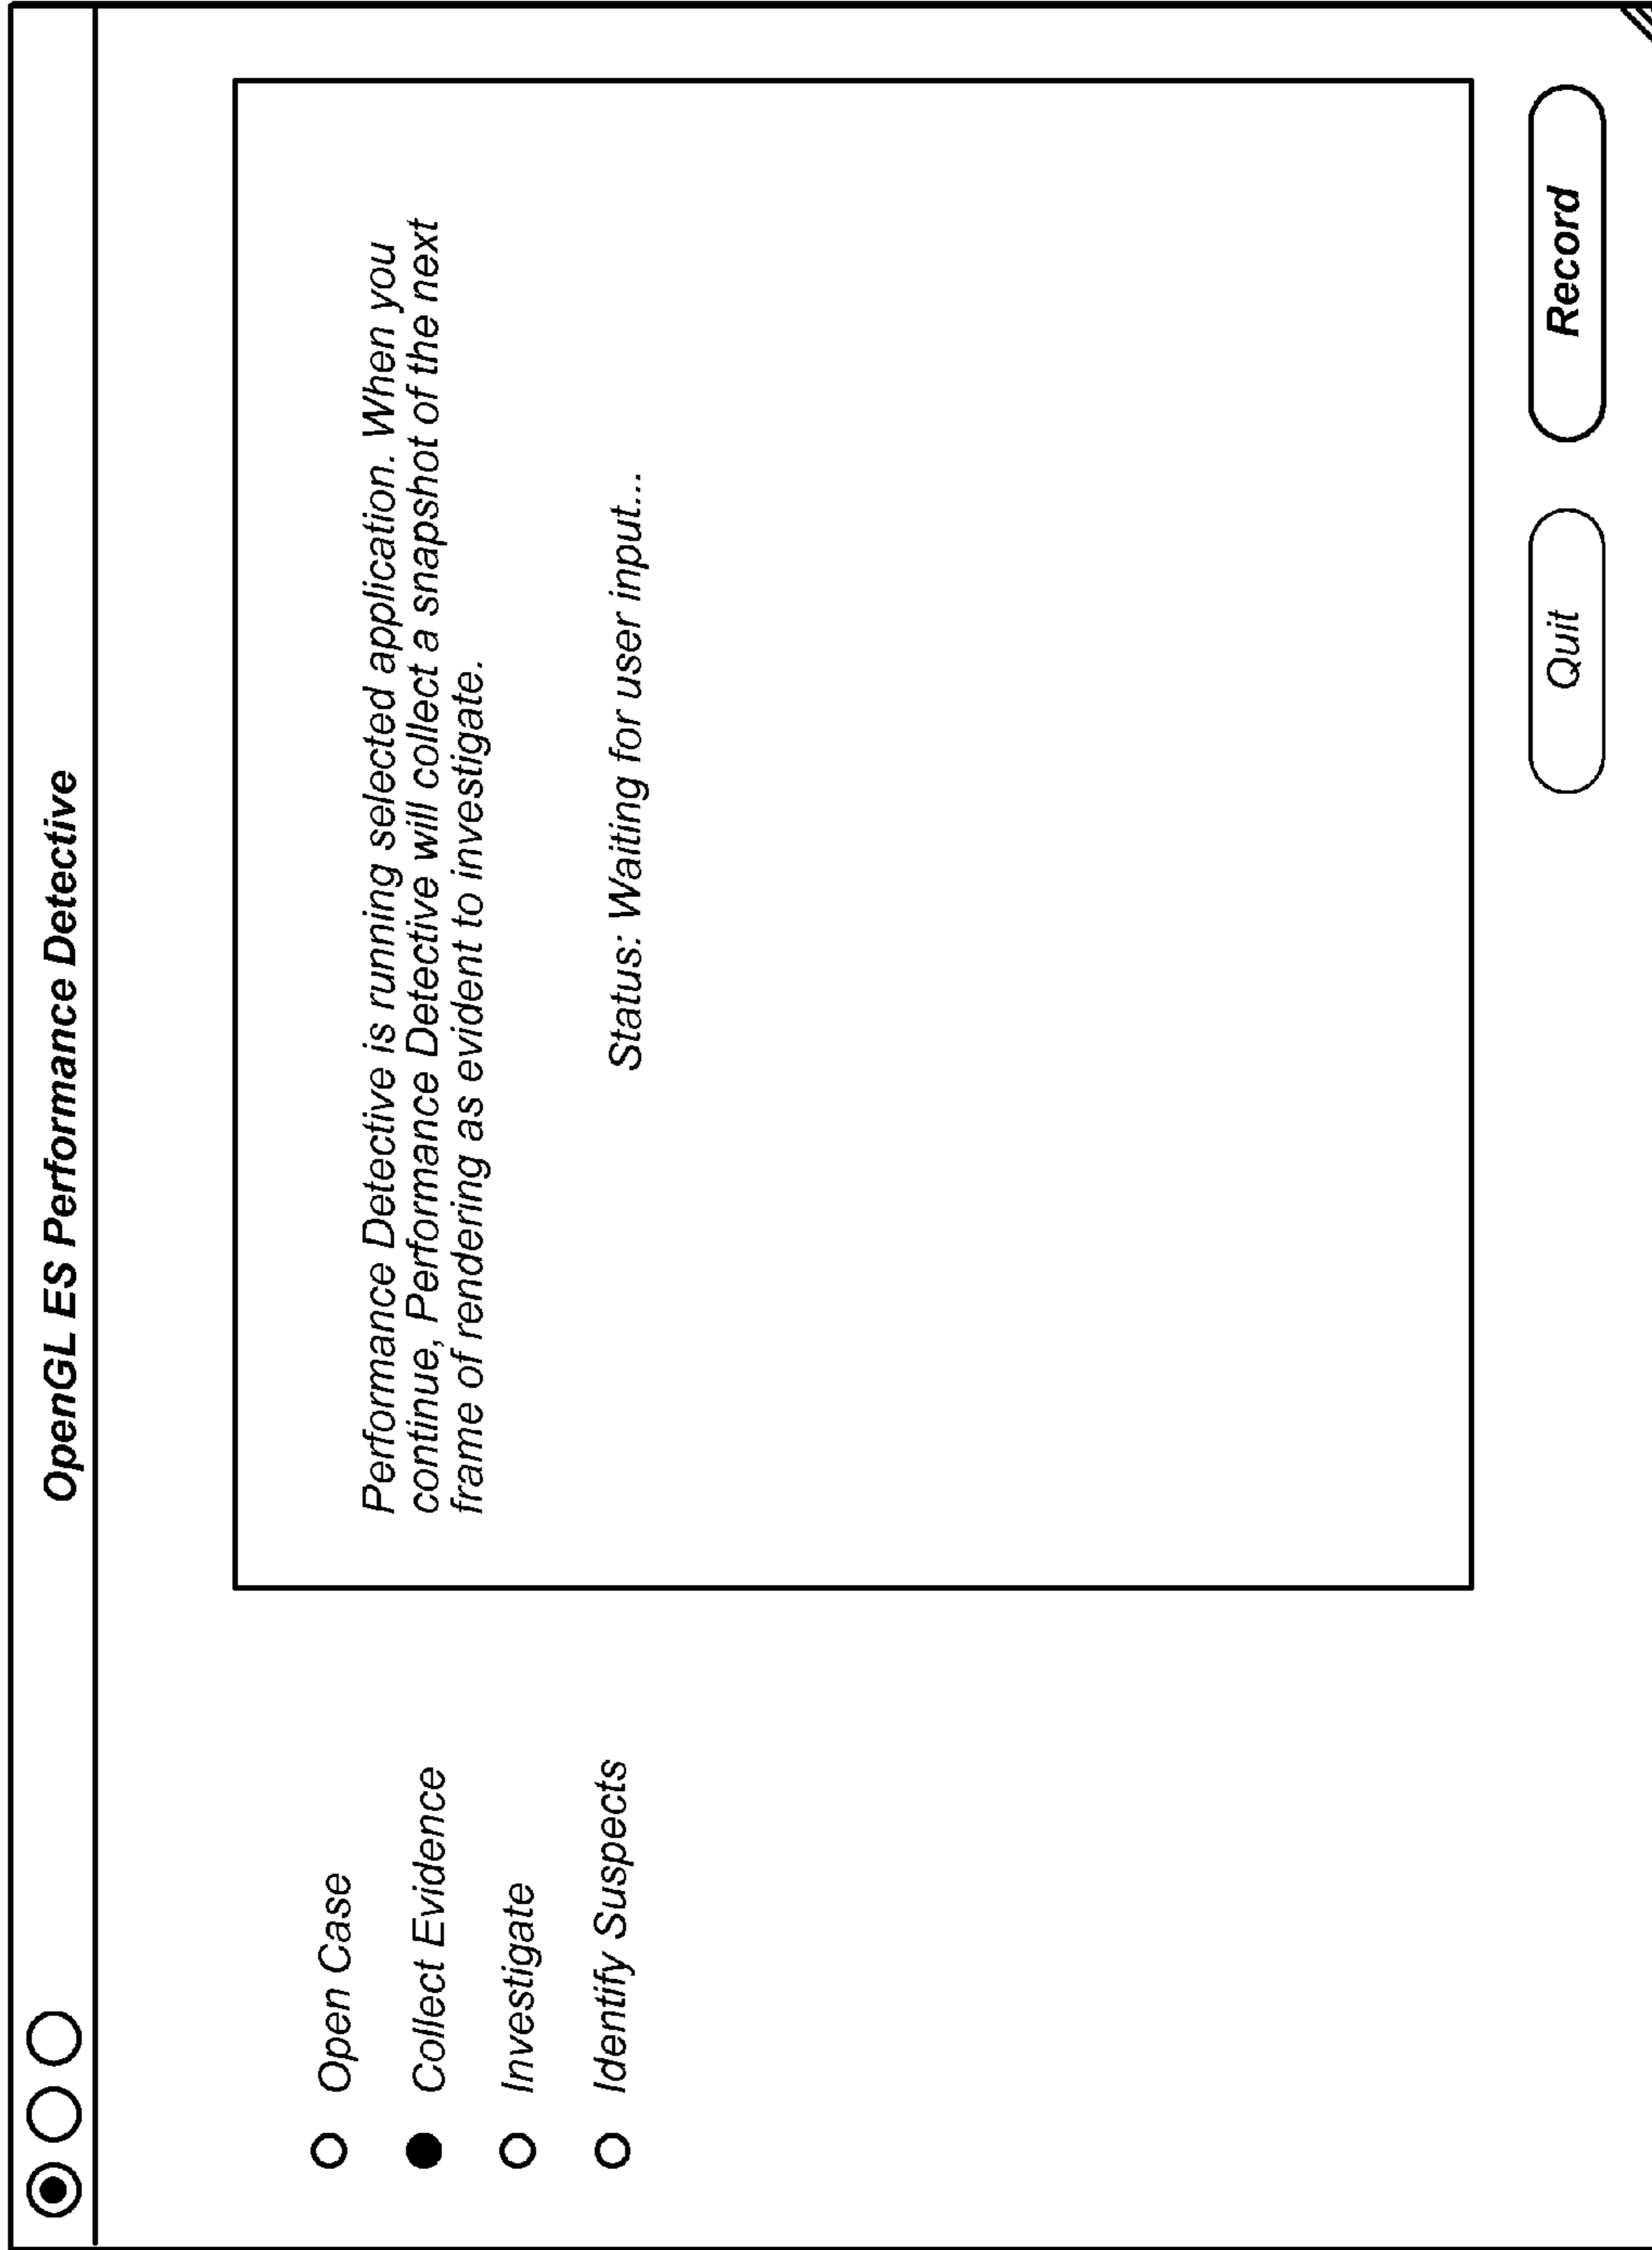 OpenGL ES Performance Detective
Open Case
Collect Evidence
Investigate
Identify Suspects
Performance Detective is running selected application. When you
continue, Performance Detective will collect a snapshot of the next
frame of rendering as evident to investigate.
Status: Waiting for user input...
Quit
Record